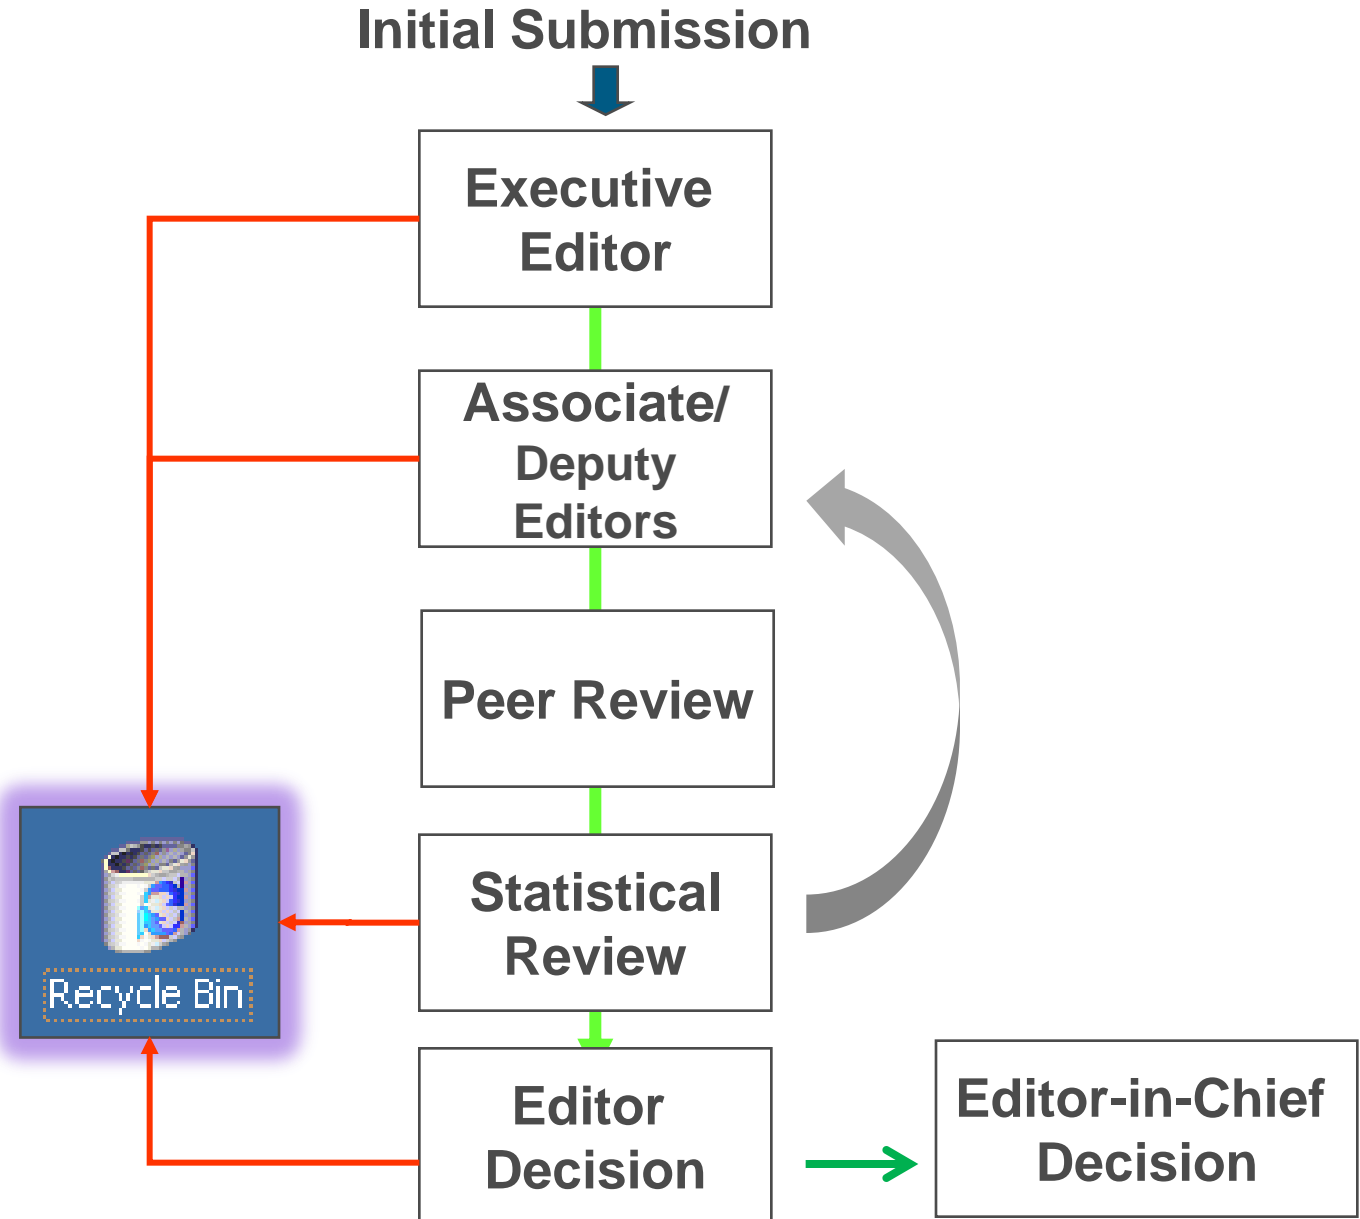 Initial Submission
Executive
Editor
Associate/
Deputy
Editors
Peer Review
Statistical
Review
Recycle Bin
Editor
Decision
Editor-in-Chief
Decision